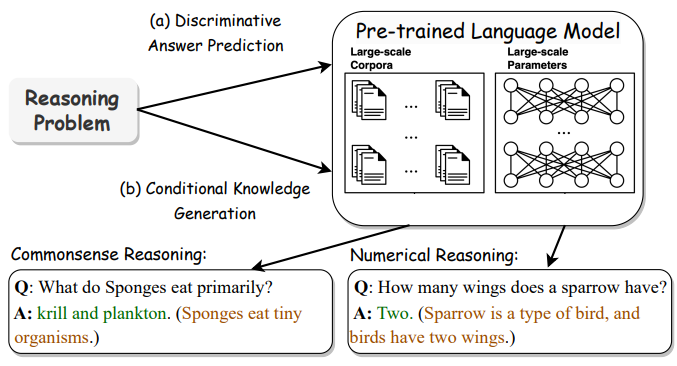 (a) Discriminative
Answer Prediction
Pre-trained Language Model
Large-scale
Corpora
Large-scale
Parameters
Reasoning
Problem
...
...
...
...
(b) Conditional Knowledge
Generation
Commonsense Reasoning:
Q: What do Sponges eat primarily?
A: krill and plankton. (Sponges eat tiny
organisms.)
Numerical Reasoning:
Q: How many wings does a sparrow have?
A: Two. (Sparrow is a type of bird, and
birds have two wings.)